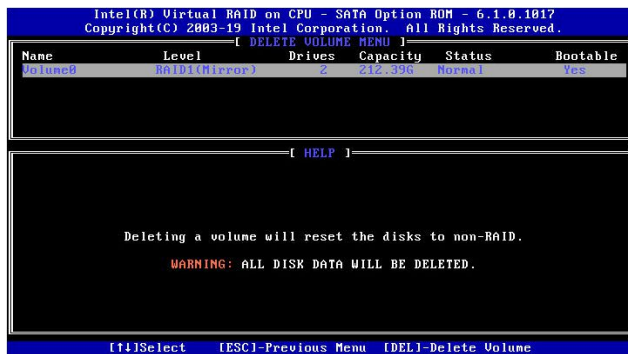 Intel(R) Virtual RAID on CPU - SATA Option ROM - 6.1.0.1017
Copyright(C) 2003-19 Intel Corporation.  All Rights Reserved.
[ DELETE VOLUME MENU ]
Name Level Drives Capacity Status Bootable
Volume0 RAID1(Mirror) 2 212.39G Normal Yes
[ HELP ]
Deleting a volume will reset the disks to non-RAID.
WARNING: ALL DISK DATA WILL BE DELETED.
[↑↓]Select [ESC]-Previous Menu [DEL]-Delete Volume